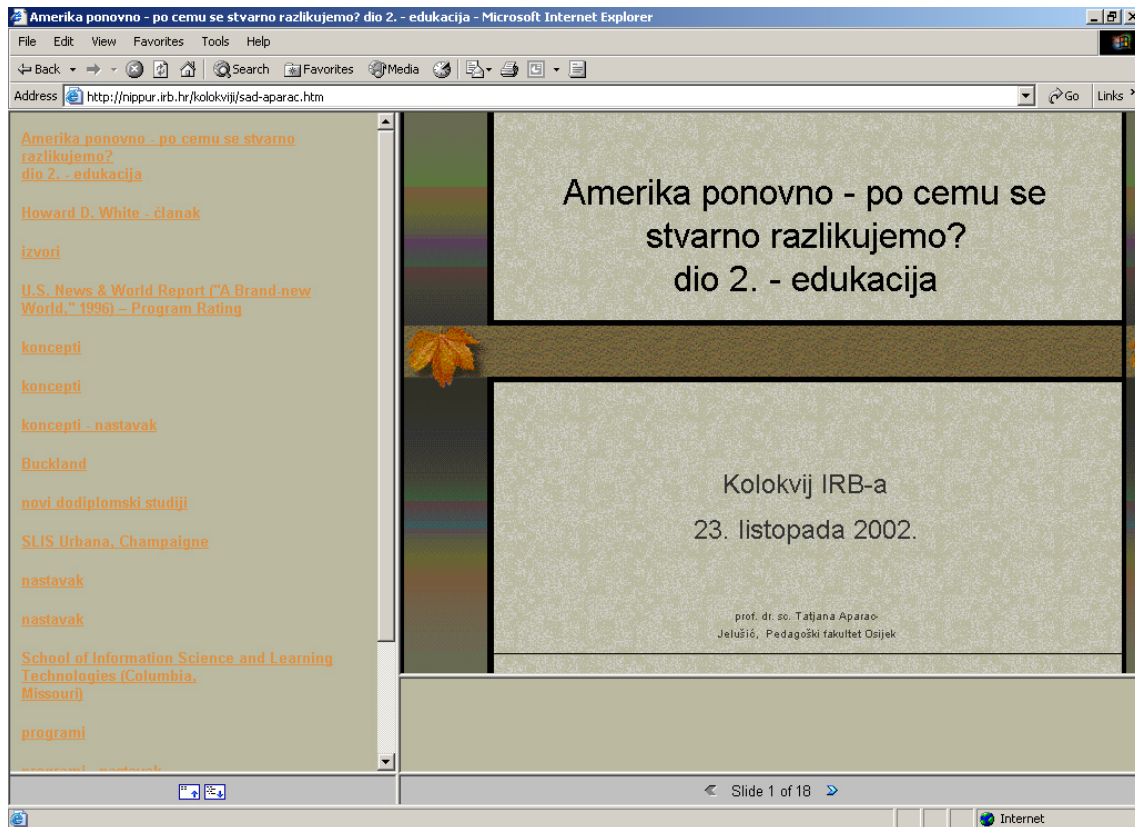 Amerika ponovno - po cemu se stvarno razlikujemo? dio 2. - edukacija - Microsoft Internet Explorer
File Edit View Favorites Tools Help
Back Search Favorites Media
Address http://nippur.irb.hr/kolokviji/sad-aparac.htm Go Links
Amerika ponovno - po cemu se stvarno
razlikujemo?
dio 2. - edukacija
Howard D. White - članak
izvori
U.S. News & World Report ("A Brand-new
World," 1996) – Program Rating
koncepti
koncepti
koncepti - nastavak
Buckland
novi dodiplomski studiji
SLIS Urbana, Champaigne
nastavak
nastavak
School of Information Science and Learning
Technologies (Columbia,
Missouri)
programi
programi - nastavak
Amerika ponovno - po cemu se
stvarno razlikujemo?
dio 2. - edukacija
Kolokvij IRB-a
23. listopada 2002.
prof. dr. sc. Tatjana Aparac-
Jelušić, Pedagoški fakultet Osijek
Slide 1 of 18
Internet